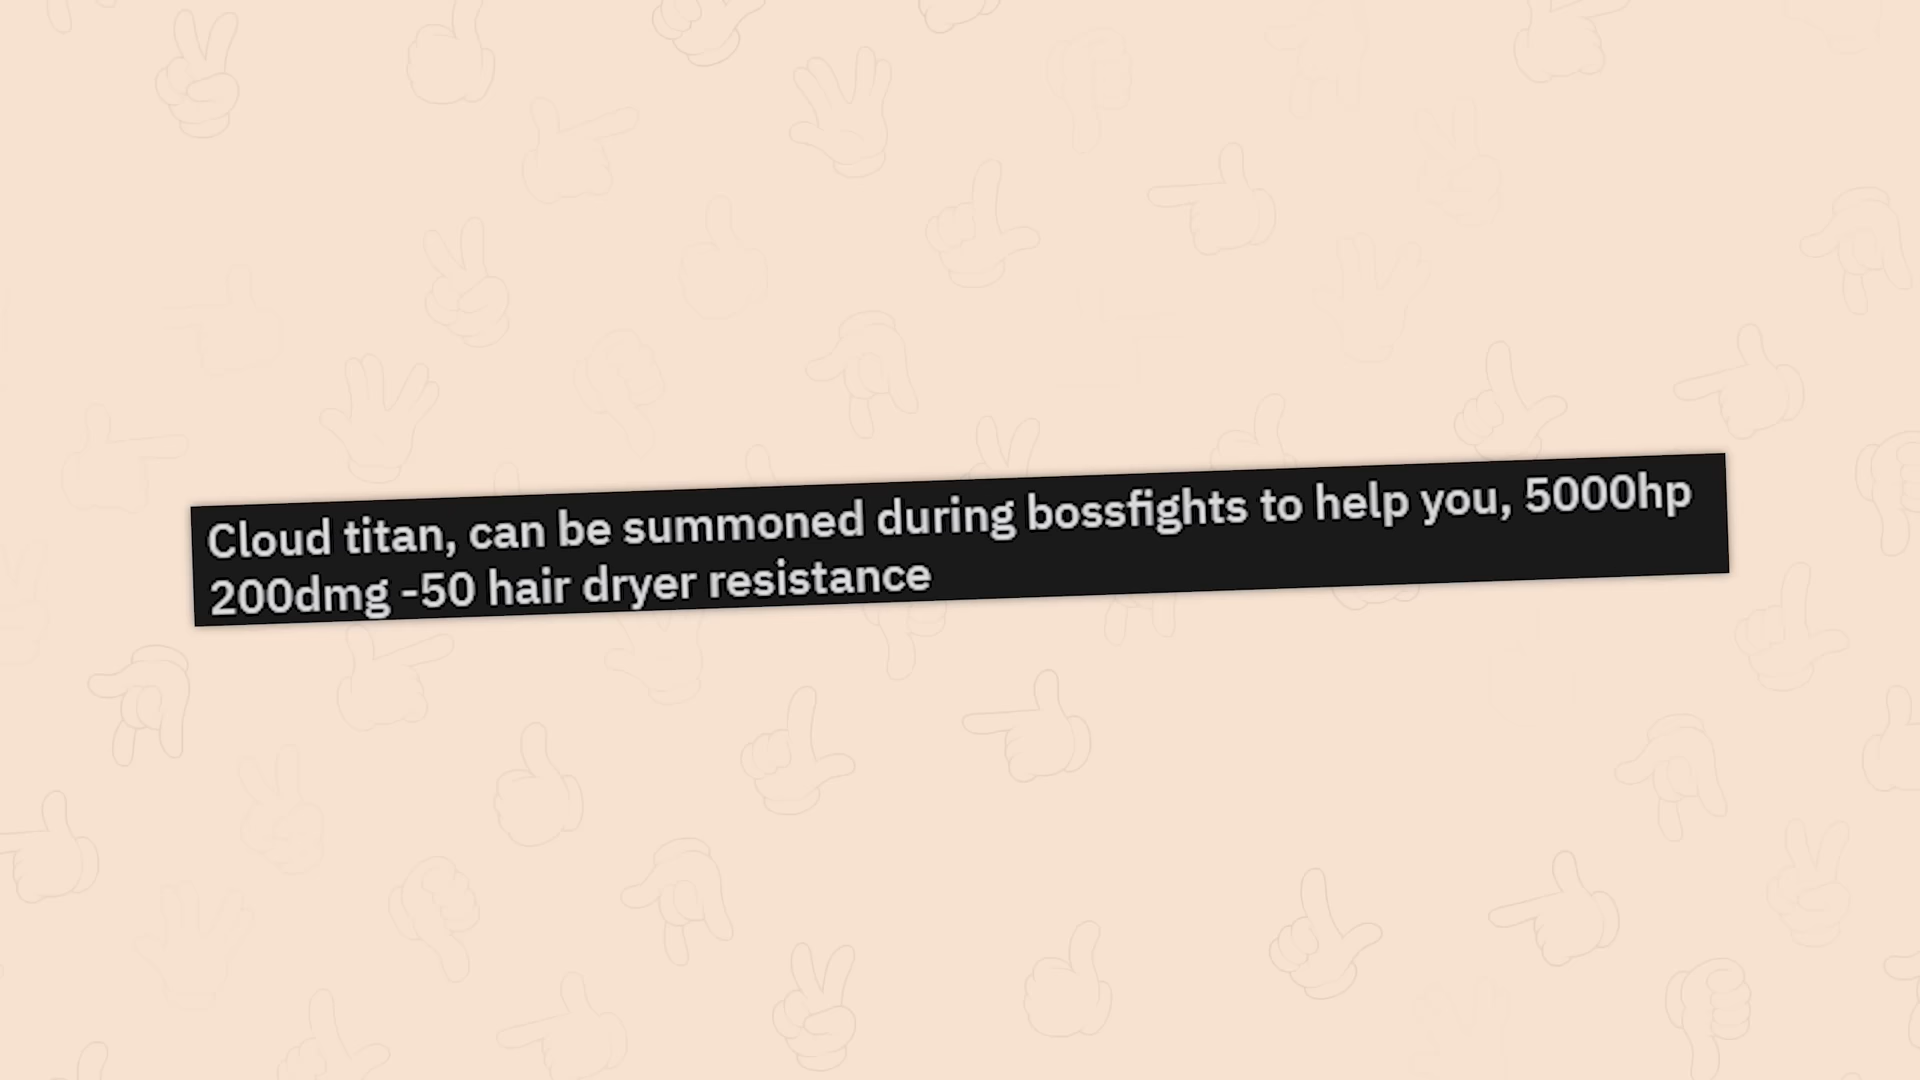 Cloud titan, can be summoned during bossfights to help you, 5000hp
200dmg -50 hair dryer resistance